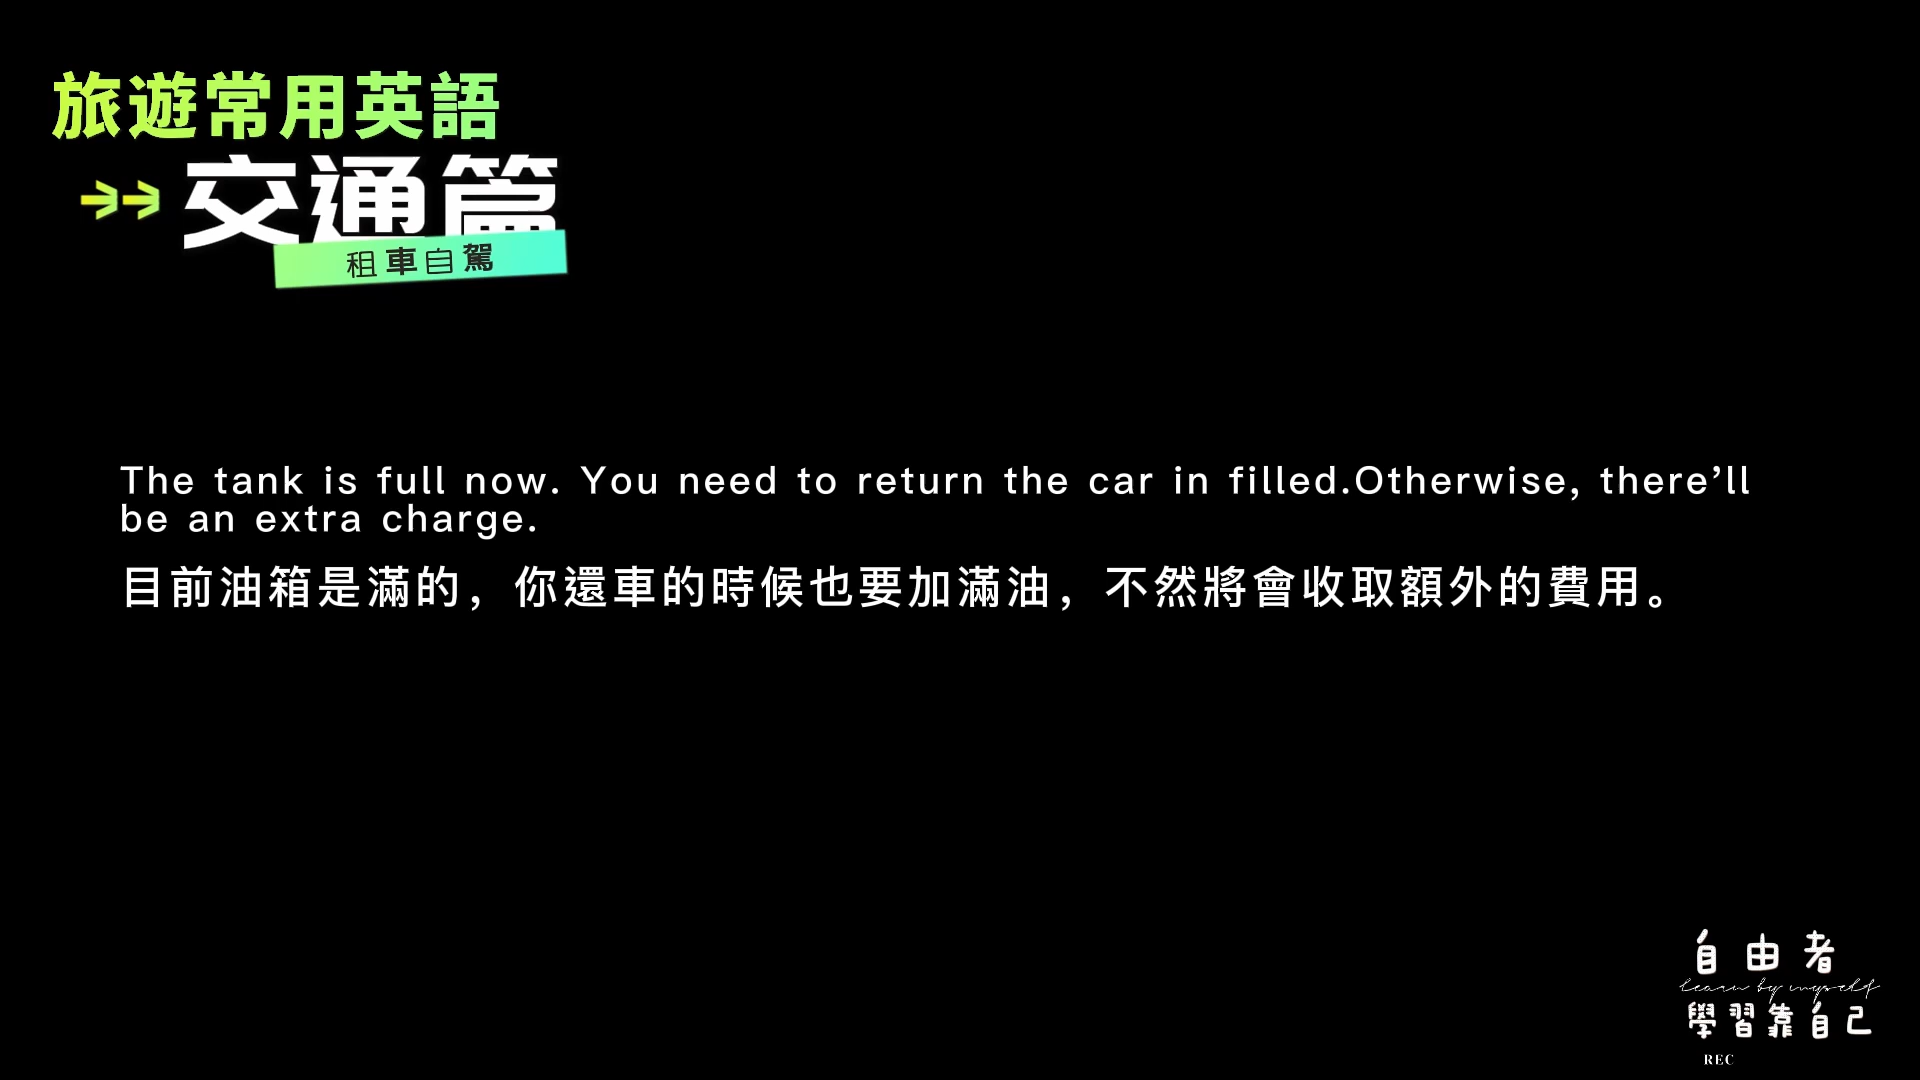 旅遊常用英語
→→交通篇
租車自駕
The tank is full now. You need to return the car in filled.Otherwise, there’ll
be an extra charge.
目前油箱是滿的，你還車的時候也要加滿油，不然將會收取額外的費用。
自由者
learn by myself
學習靠自己
REC